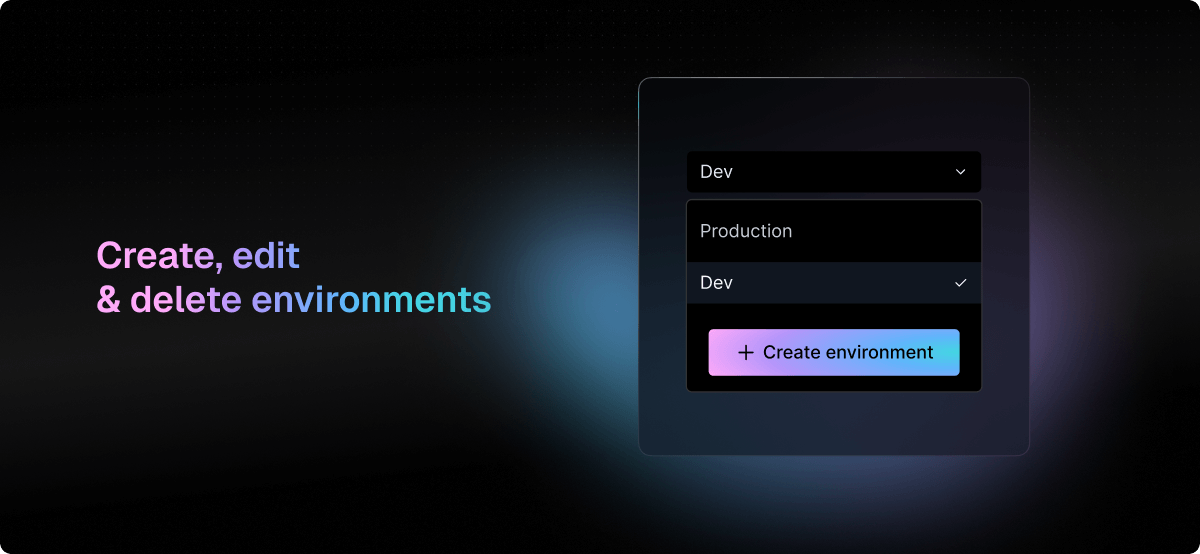 Create, edit
& delete environments
Dev
Production
Dev
Create environment